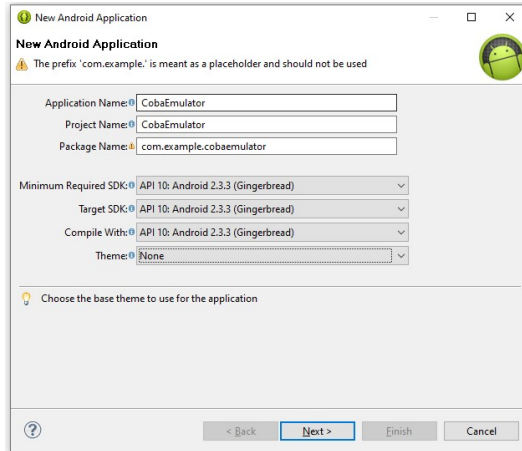 New Android Application
New Android Application
The prefix 'com.example.' is meant as a placeholder and should not be used
Application Name: CobaEmulator
Project Name: CobaEmulator
Package Name: com.example.cobaemulator
Minimum Required SDK: API 10: Android 2.3.3 (Gingerbread)
Target SDK: API 10: Android 2.3.3 (Gingerbread)
Compile With: API 10: Android 2.3.3 (Gingerbread)
Theme: None
Choose the base theme to use for the application
? < Back Next > Finish Cancel